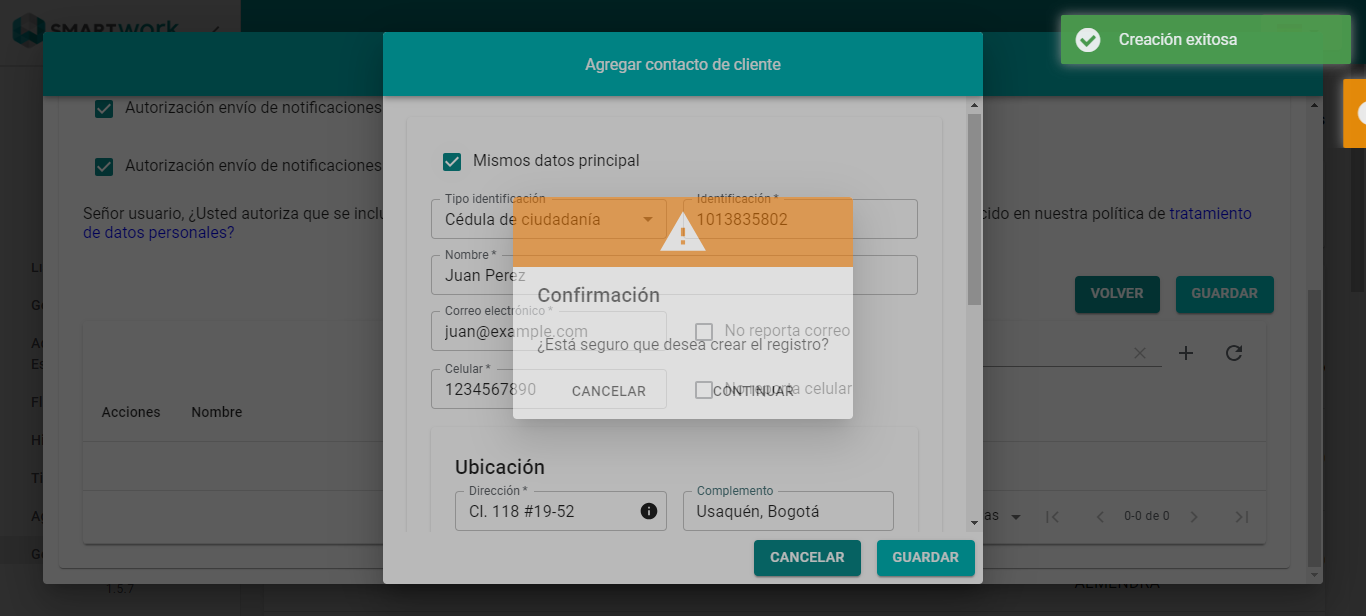 SMARTWORK
Creación exitosa
Agregar contacto de cliente
Autorización envío de notificaciones
Mismos datos principal
Autorización envío de notificaciones
Tipo identificación
Cédula de ciudadanía
Identificación *
1013835802
Señor usuario, ¿Usted autoriza que se
en nuestra política de tratamiento
de datos personales?
Nombre *
Juan Perez
VOLVER
GUARDAR
Confirmación
Correo electrónico *
juan@example.com
No reporta correo
¿Está seguro que desea crear el registro?
Celular *
1234567890
No reporta celular
CANCELAR
CONTINUAR
Acciones
Nombre
Ubicación
Dirección *
Cl. 118 #19-52
Complemento
Usaquén, Bogotá
0-0 de 0
CANCELAR
GUARDAR
1.5.7
ALMENDRA